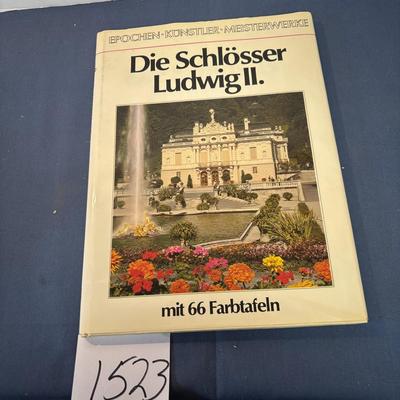 EPOCHEN·KÜNSTLER·MEISTERWERKE
Die Schlösser
Ludwig II.
mit 66 Farbtafeln
1523